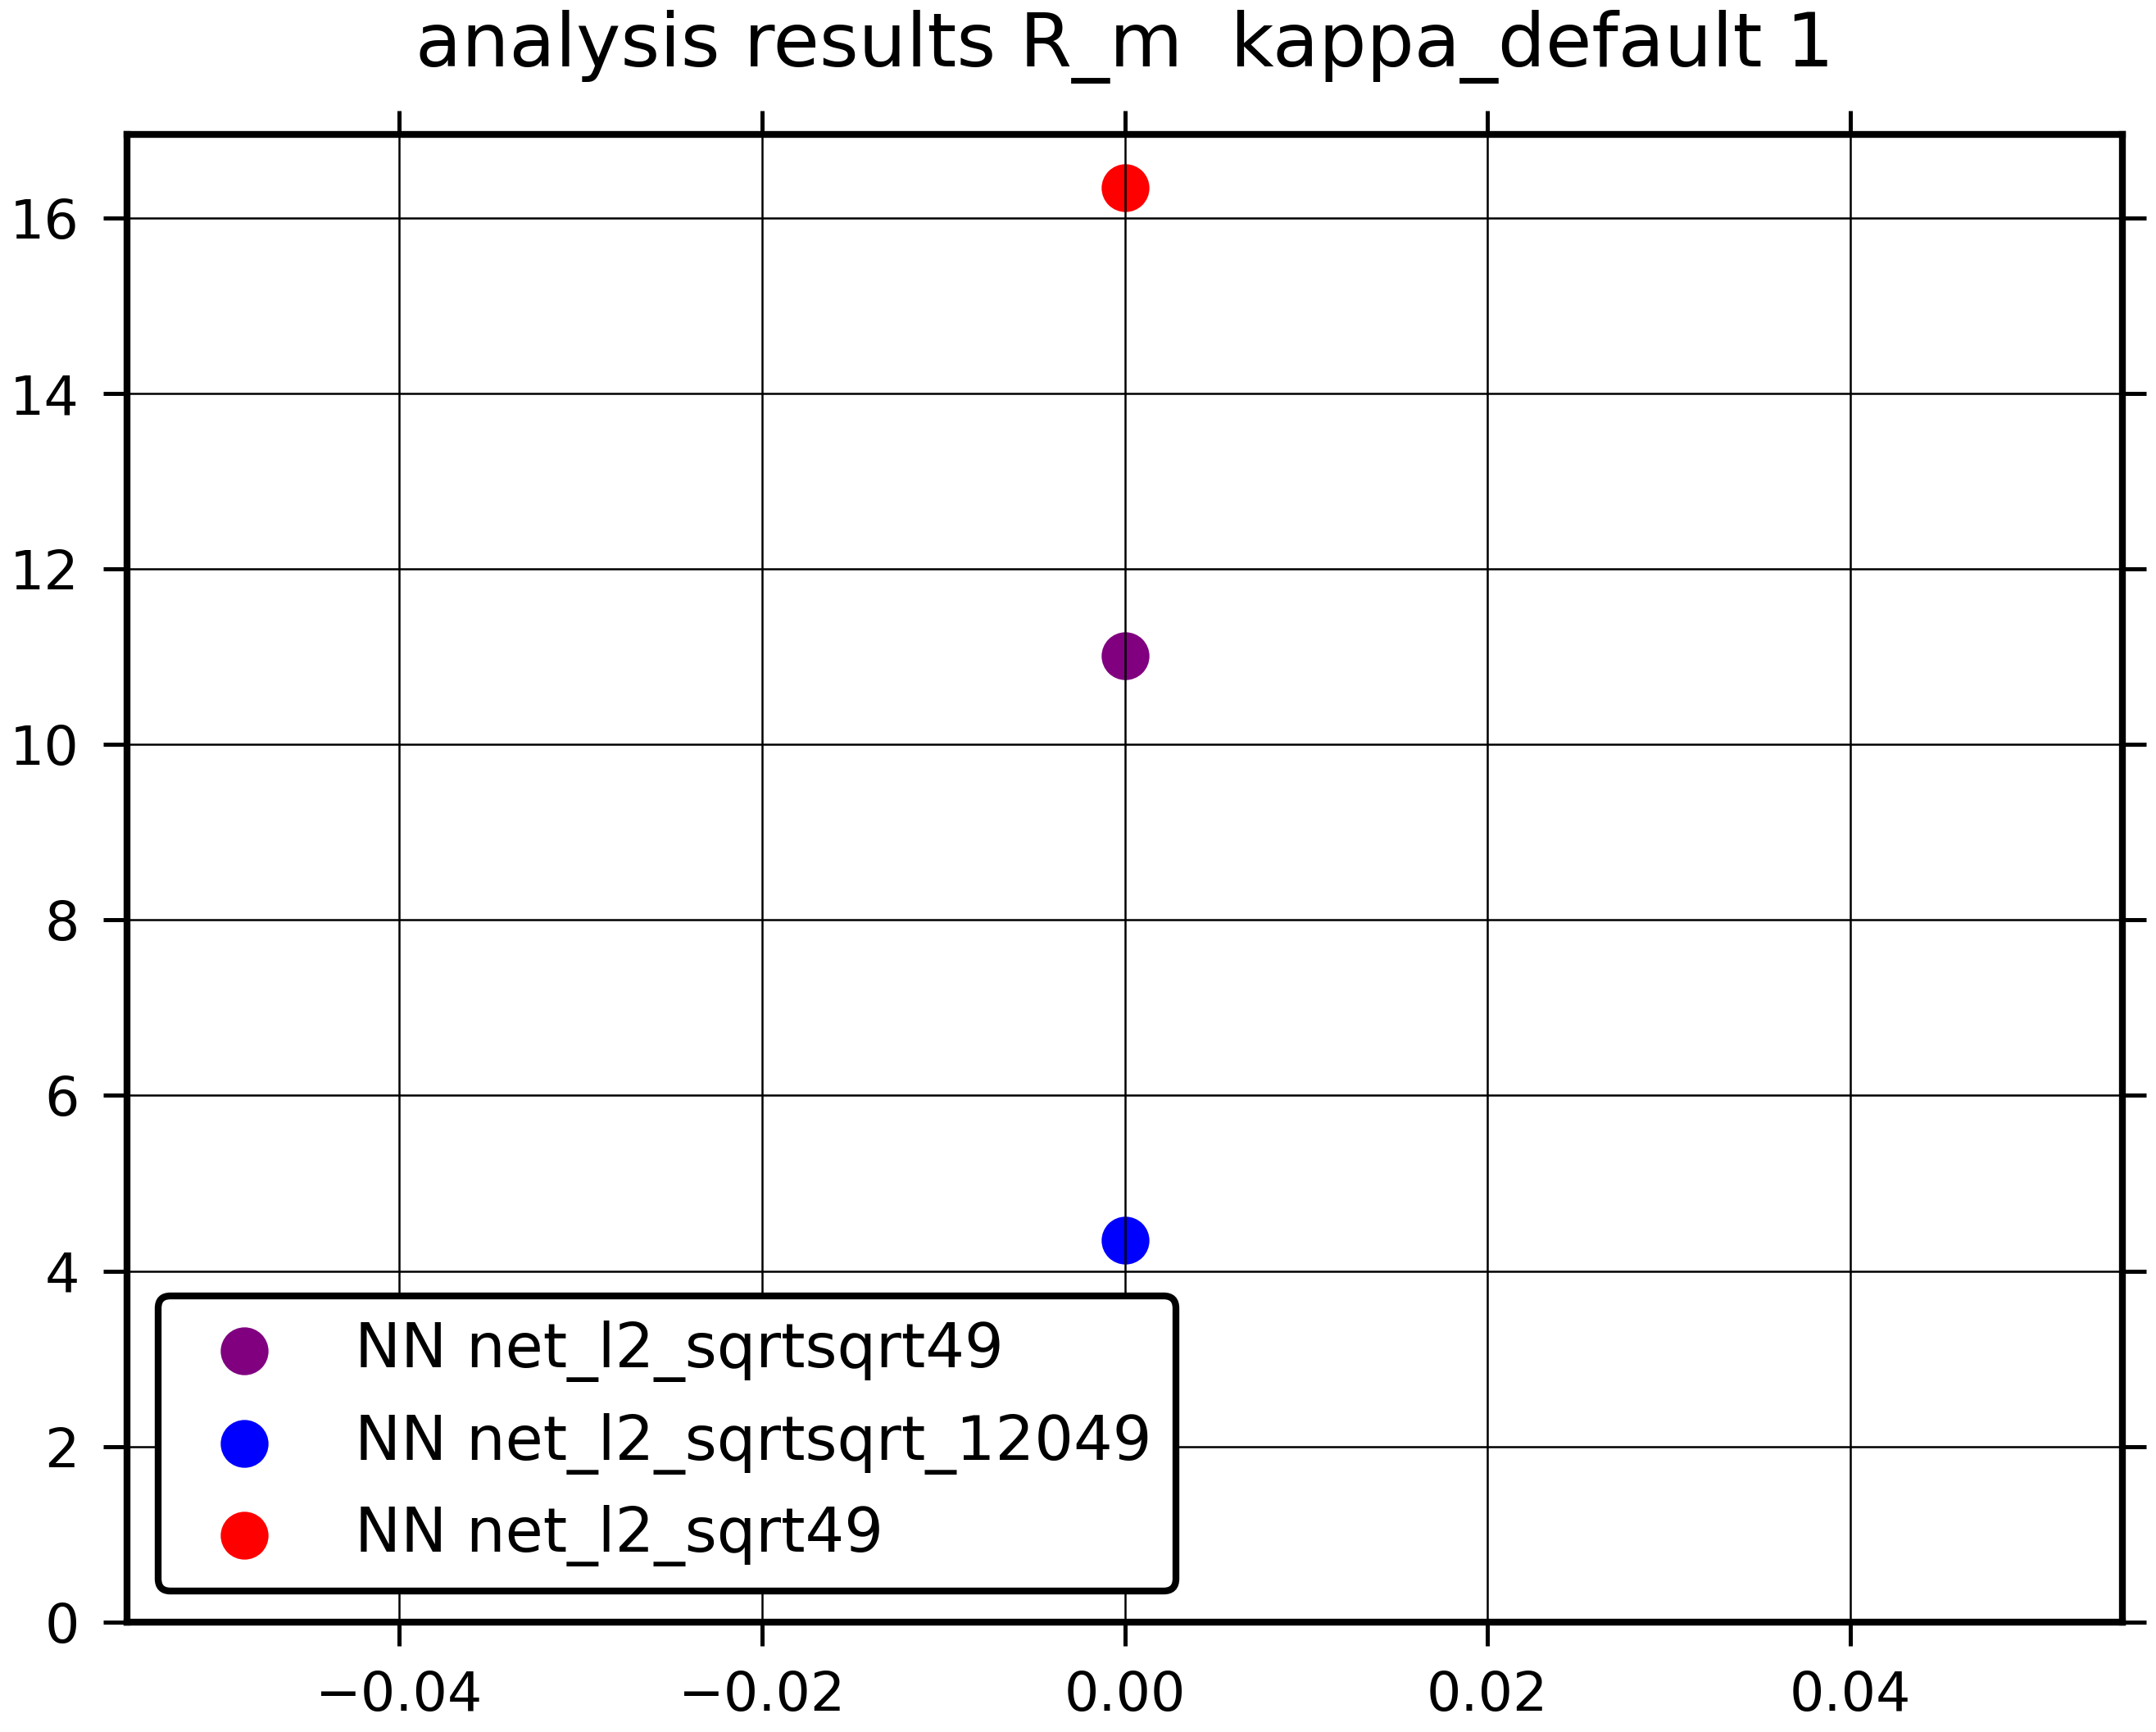 analysis results R_m  kappa_default 1
16
14
12
10
8
6
4
2
0
NN net_l2_sqrtsqrt49
NN net_l2_sqrtsqrt_12049
NN net_l2_sqrt49
−0.04 −0.02 0.00 0.02 0.04